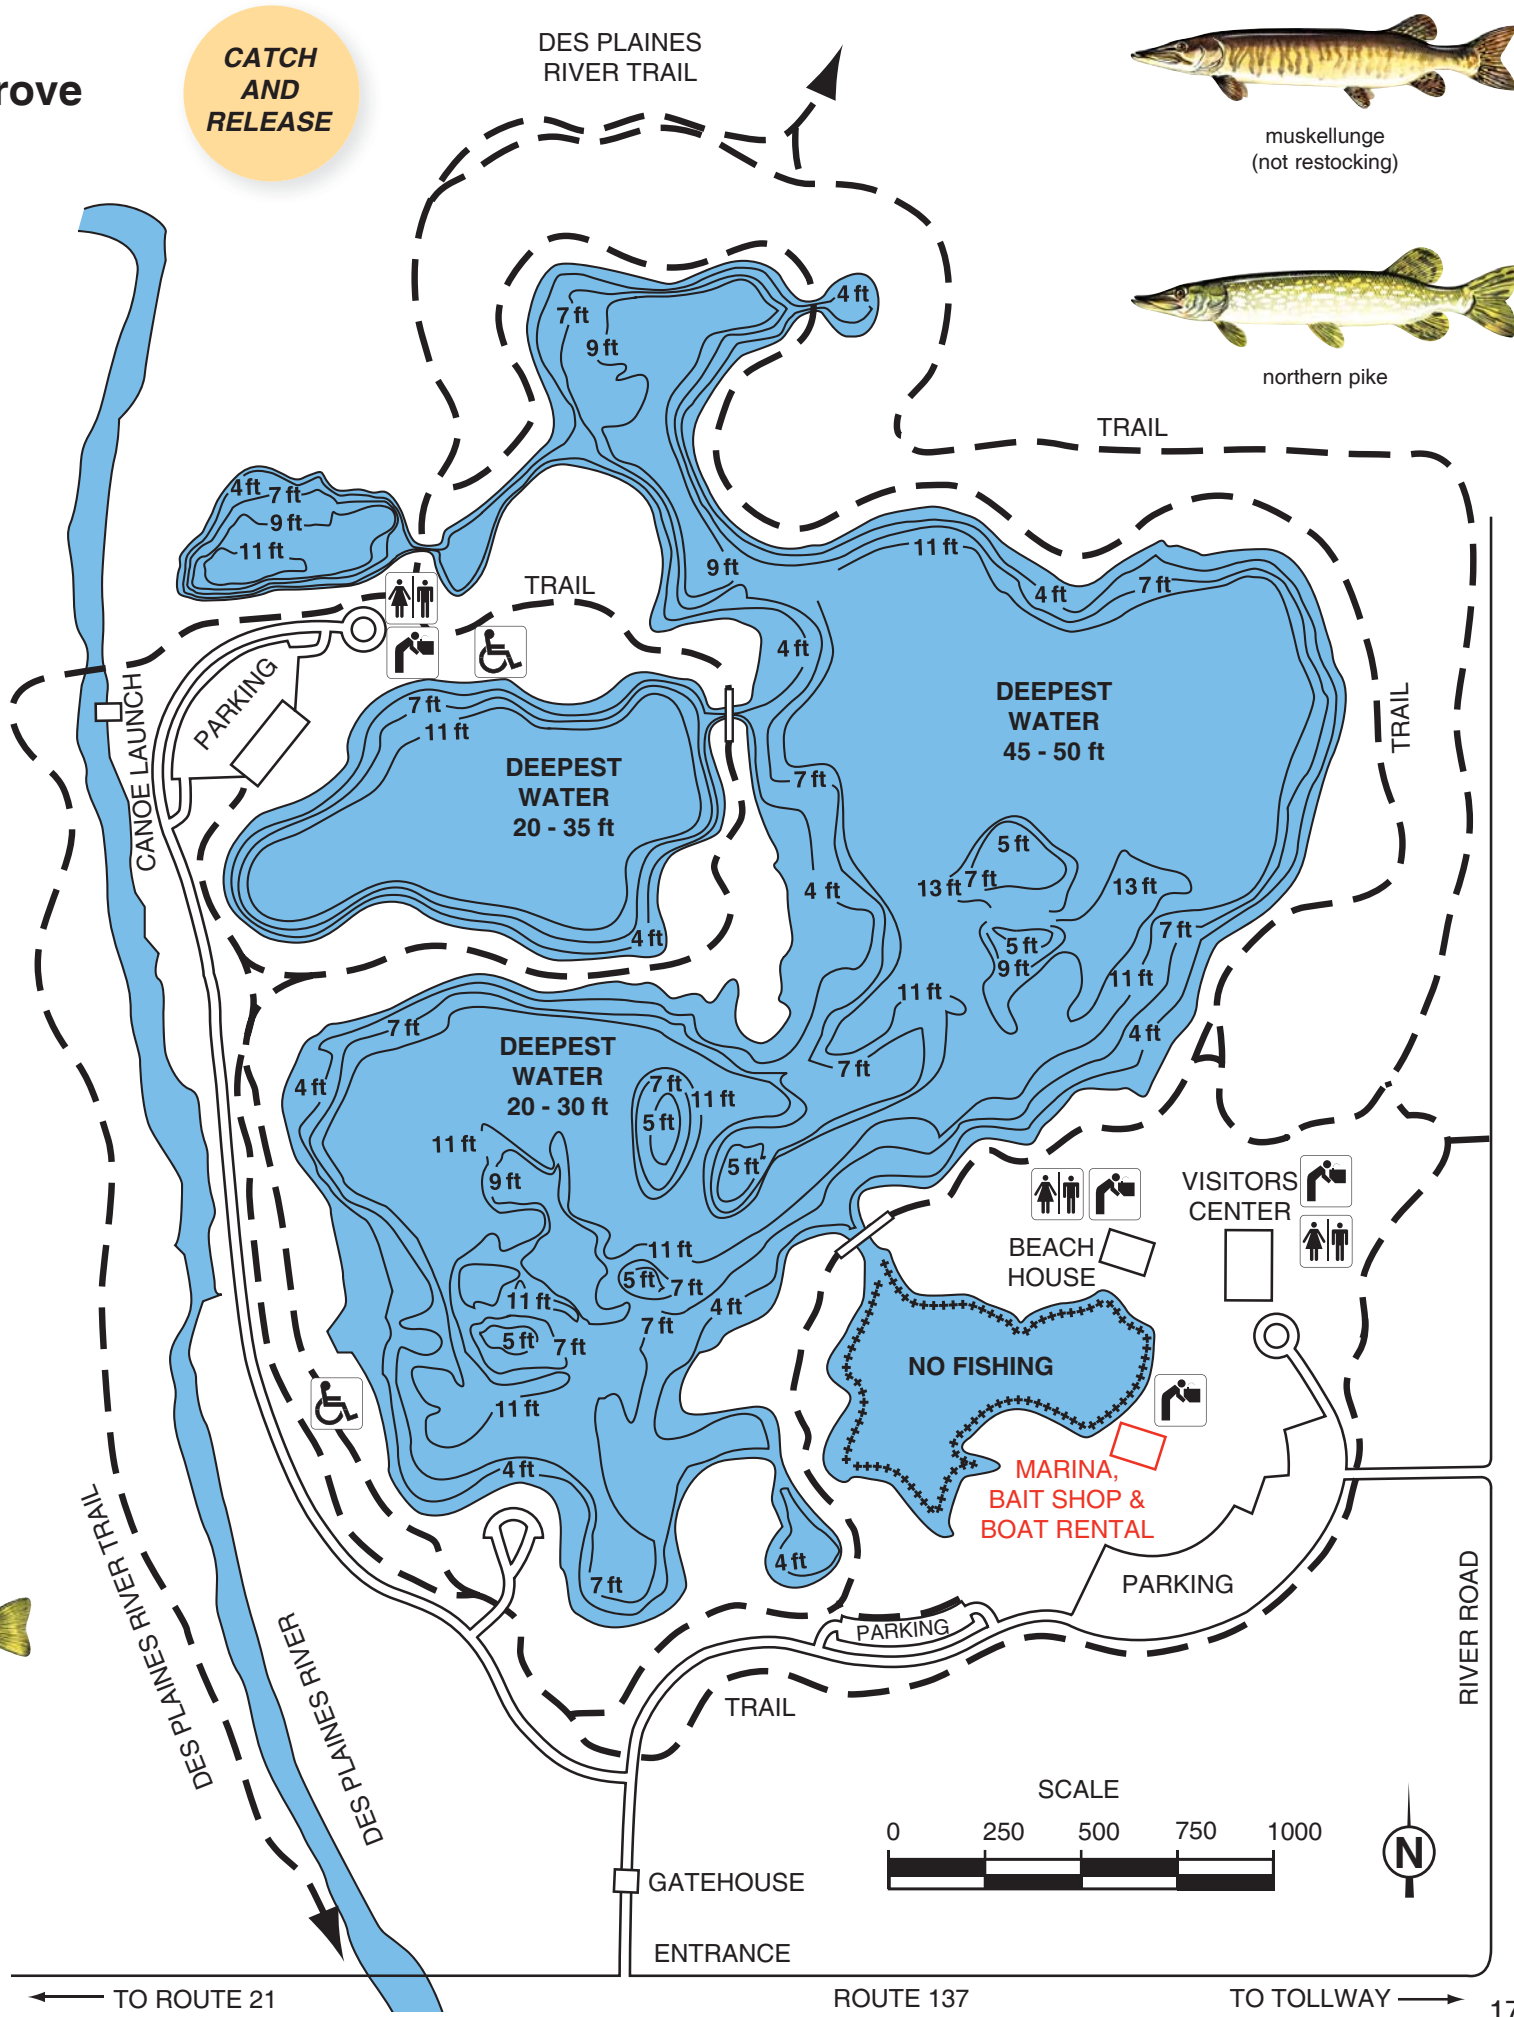 rove
CATCH
AND
RELEASE
DES PLAINES
RIVER TRAIL
muskellunge
(not restocking)
northern pike
4 ft
7 ft
9 ft
TRAIL
4 ft
7 ft
9 ft
11 ft
11 ft
9 ft
TRAIL
4 ft
7 ft
4 ft
PARKING
CANOE LAUNCH
7 ft
11 ft
DEEPEST
WATER
45 - 50 ft
TRAIL
DEEPEST
WATER
20 - 35 ft
7 ft
5 ft
7 ft
13 ft
13 ft
4 ft
7 ft
4 ft
5 ft
9 ft
11 ft
11 ft
7 ft
4 ft
DEEPEST
WATER
20 - 30 ft
7 ft
4 ft
7 ft
11 ft
5 ft
11 ft
5 ft
9 ft
VISITORS
CENTER
BEACH
HOUSE
11 ft
5 ft
7 ft
11 ft
4 ft
7 ft
5 ft
7 ft
NO FISHING
11 ft
4 ft
MARINA,
BAIT SHOP &
BOAT RENTAL
4 ft
7 ft
PARKING
PARKING
DES PLAINES RIVER TRAIL
DES PLAINES RIVER
RIVER ROAD
TRAIL
SCALE
0 250 500 750 1000
N
GATEHOUSE
ENTRANCE
TO ROUTE 21
ROUTE 137
TO TOLLWAY
17